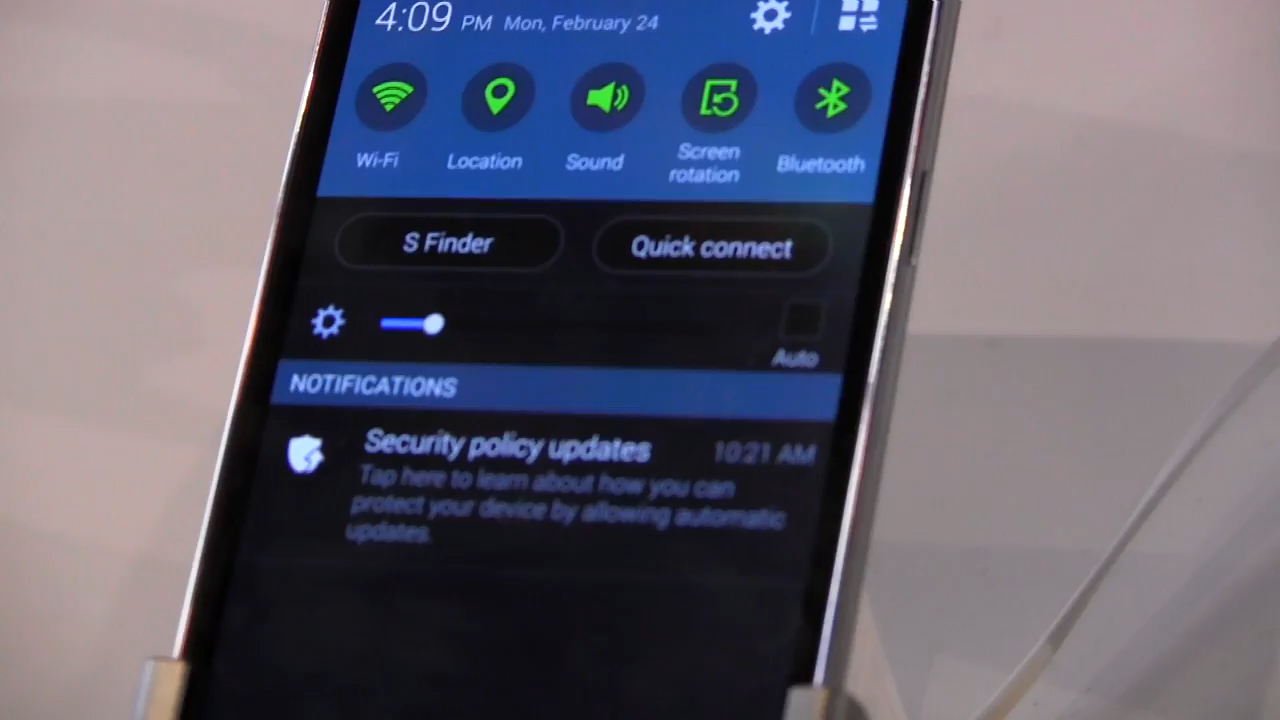 4:09 PM Mon, February 24
Wi-Fi Location Sound Screen rotation Bluetooth
S Finder Quick connect
Auto
NOTIFICATIONS
Security policy updates 10:21 AM
Tap here to learn about how you can
protect your device by allowing automatic
updates.